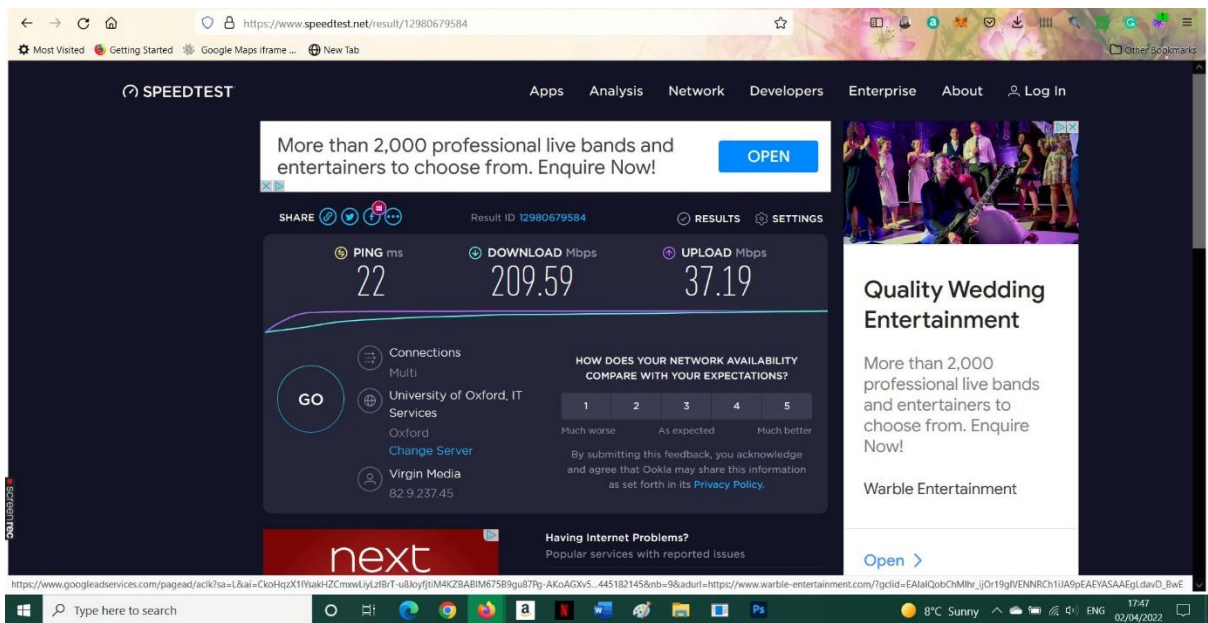 https://www.speedtest.net/result/12980679584
Most Visited Getting Started Google Maps iframe ... New Tab Other Bookmarks
SPEEDTEST Apps Analysis Network Developers Enterprise About Log In
More than 2,000 professional live bands and
entertainers to choose from. Enquire Now!
OPEN
SHARE Result ID 12980679584 RESULTS SETTINGS
PING ms DOWNLOAD Mbps UPLOAD Mbps
22 209.59 37.19
GO
Connections
Multi
University of Oxford, IT
Services
Oxford
Change Server
Virgin Media
82.9.237.45
HOW DOES YOUR NETWORK AVAILABILITY
COMPARE WITH YOUR EXPECTATIONS?
1 2 3 4 5
Much worse As expected Much better
By submitting this feedback, you acknowledge
and agree that Ookla may share this information
as set forth in its Privacy Policy.
next
Having Internet Problems?
Popular services with reported issues
Quality Wedding
Entertainment
More than 2,000
professional live bands
and entertainers to
choose from. Enquire
Now!
Warble Entertainment
Open >
screenrec
Type here to search
8°C Sunny ENG 17:47
02/04/2022